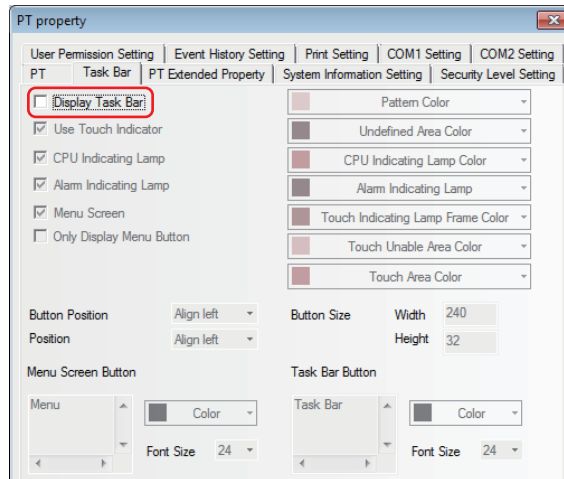 PT property
User Permission Setting Event History Setting Print Setting COM1 Setting COM2 Setting
PT Task Bar PT Extended Property System Information Setting Security Level Setting
Display Task Bar Pattern Color
Use Touch Indicator Undefined Area Color
CPU Indicating Lamp CPU Indicating Lamp Color
Alarm Indicating Lamp Alarm Indicating Lamp
Menu Screen Touch Indicating Lamp Frame Color
Only Display Menu Button Touch Unable Area Color
Touch Area Color
Button Position Align left Button Size Width 240
Position Align left Height 32
Menu Screen Button Task Bar Button
Menu Color Task Bar Color
Font Size 24 Font Size 24